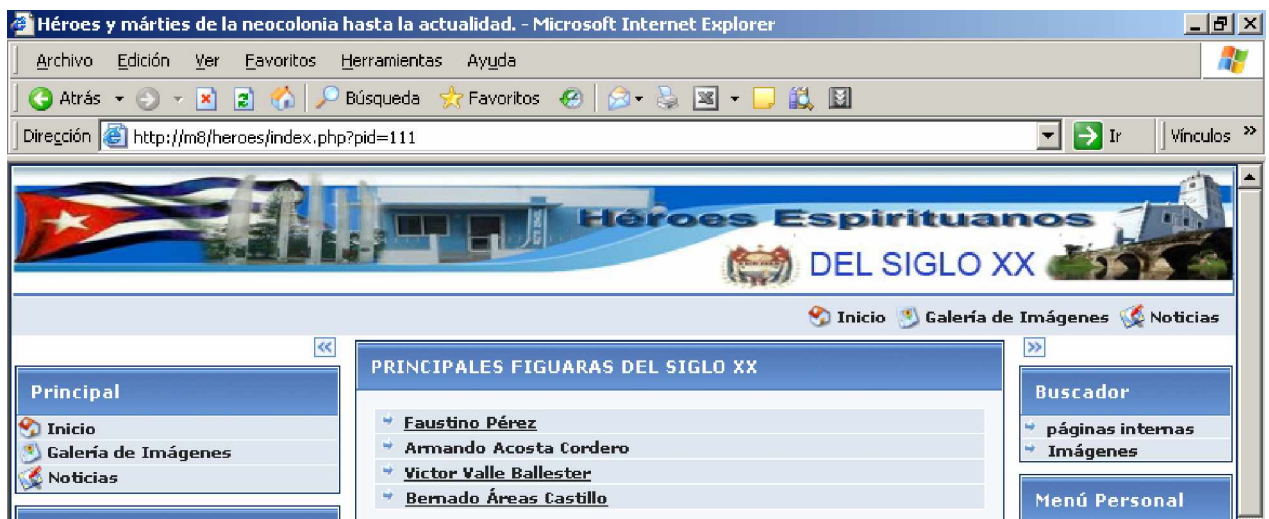 Héroes y márties de la neocolonia hasta la actualidad. - Microsoft Internet Explorer
Archivo Edición Ver Favoritos Herramientas Ayuda
Atrás Búsqueda Favoritos
Dirección http://m8/heroes/index.php?pid=111 Ir Vínculos »
Héroes Espirituanos
DEL SIGLO XX
Inicio Galería de Imágenes Noticias
Principal
Inicio
Galería de Imágenes
Noticias
PRINCIPALES FIGUARAS DEL SIGLO XX
Faustino Pérez
Armando Acosta Cordero
Victor Valle Ballester
Bernado Áreas Castillo
Buscador
páginas internas
Imágenes
Menú Personal